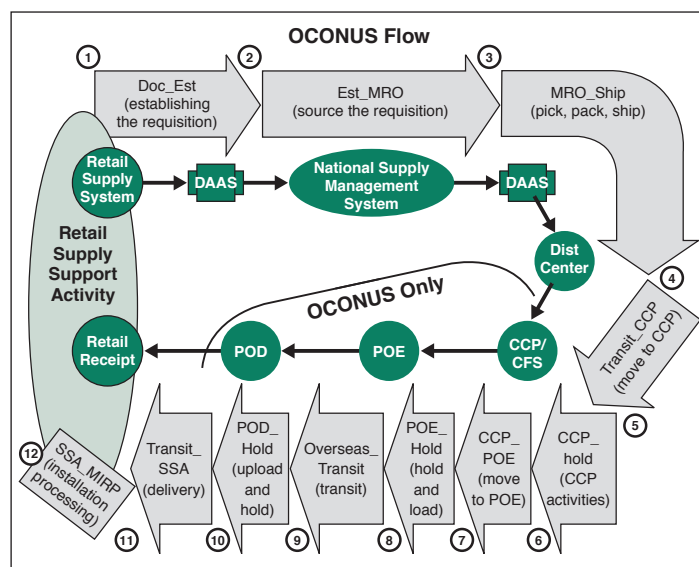 OCONUS Flow
1
2
3
Doc_Est
(establishing
the requisition)
Est_MRO
(source the requisition)
MRO_Ship
(pick, pack, ship)
Retail
Supply
System
DAAS
National Supply
Management
System
DAAS
Retail
Supply
Support
Activity
Dist
Center
4
OCONUS Only
Transit_CCP
(move to CCP)
Retail
Receipt
POD
POE
CCP/
CFS
5
12
SSA_MIRP
(installation
processing)
Transit_
SSA
(delivery)
POD_
Hold
(upload
and
hold)
Overseas_
Transit
(transit)
POE_
Hold
(hold
and
load)
CCP_
POE
(move
to POE)
CCP_
hold
(CCP
activities)
11
10
9
8
7
6